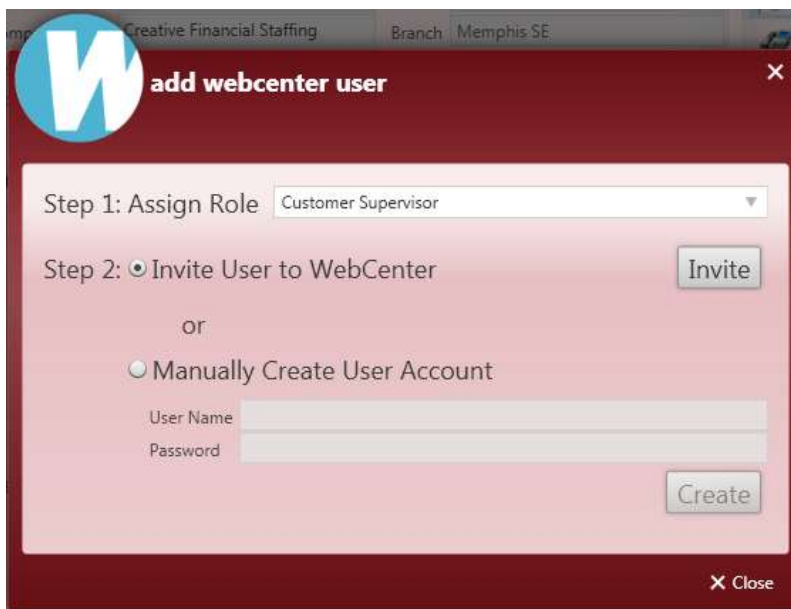 Creative Financial Staffing Branch Memphis SE
W add webcenter user
Step 1: Assign Role Customer Supervisor
Step 2: Invite User to WebCenter Invite
or
Manually Create User Account
User Name
Password
Create
Close